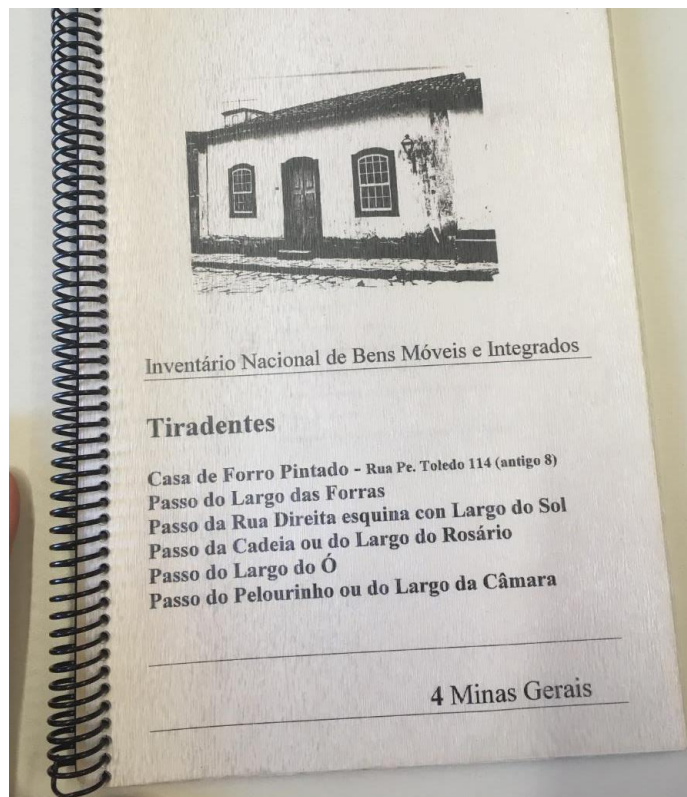 Inventário Nacional de Bens Móveis e Integrados
Tiradentes
Casa de Forro Pintado - Rua Pe. Toledo 114 (antigo 8)
Passo do Largo das Forras
Passo da Rua Direita esquina con Largo do Sol
Passo da Cadeia ou do Largo do Rosário
Passo do Largo do Ó
Passo do Pelourinho ou do Largo da Câmara
4 Minas Gerais